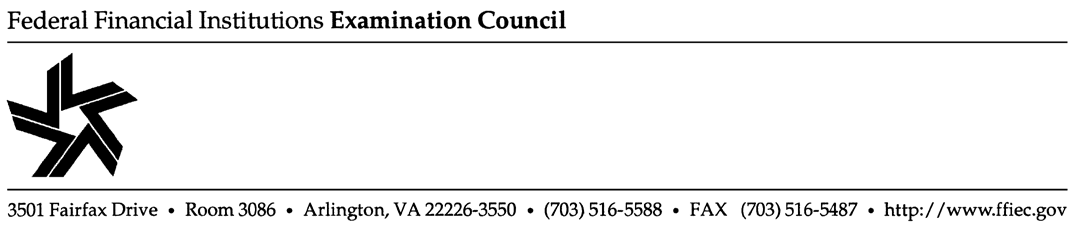 Federal Financial Institutions Examination Council
3501 Fairfax Drive • Room 3086 • Arlington, VA 22226-3550 • (703) 516-5588 • FAX (703) 516-5487 • http://www.ffiec.gov